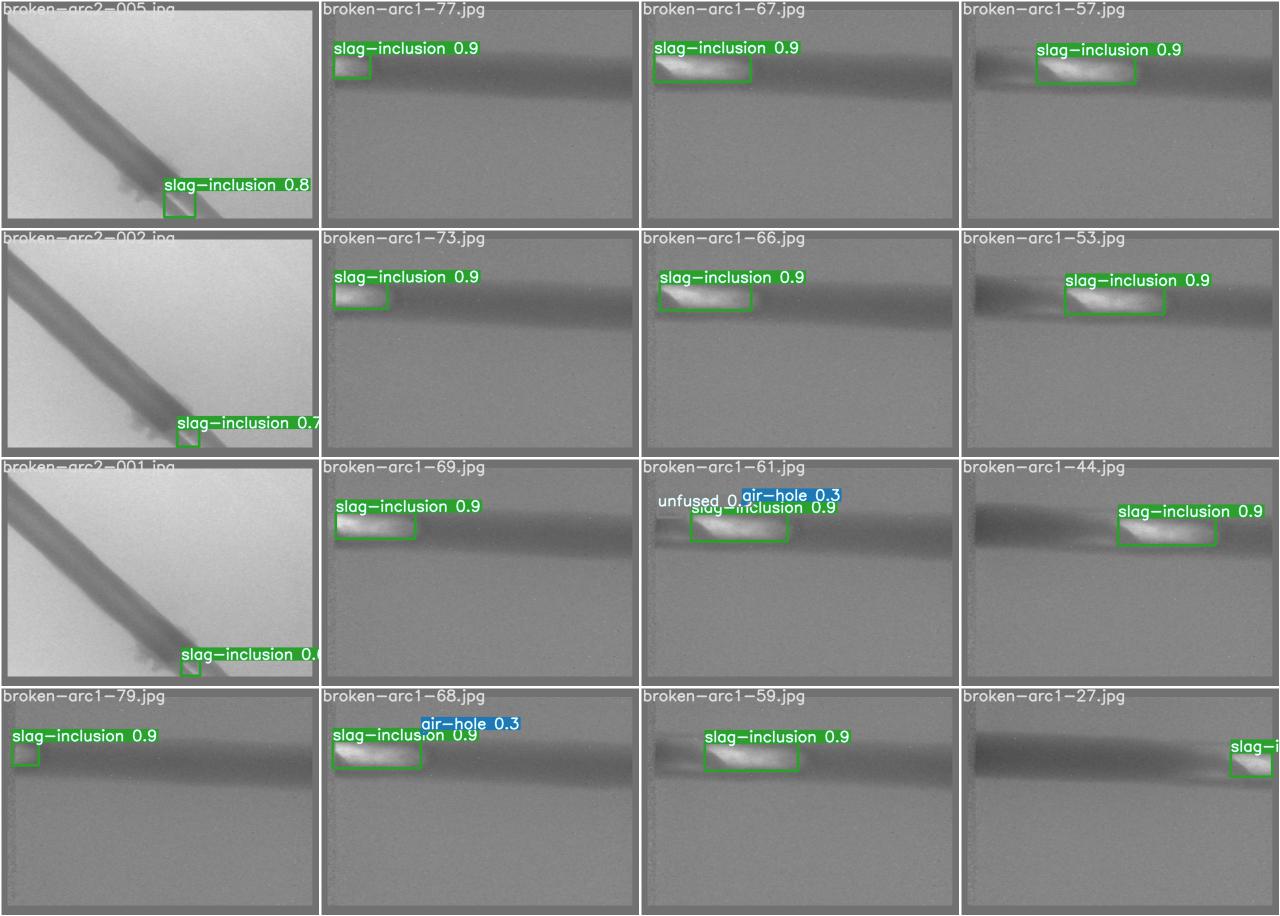 broken-arc2-005.jpg
slag-inclusion 0.8
broken-arc1-77.jpg
slag-inclusion 0.9
broken-arc1-67.jpg
slag-inclusion 0.9
broken-arc1-57.jpg
slag-inclusion 0.9
broken-arc2-002.jpg
slag-inclusion 0.7
broken-arc1-73.jpg
slag-inclusion 0.9
broken-arc1-66.jpg
slag-inclusion 0.9
broken-arc1-53.jpg
slag-inclusion 0.9
broken-arc2-001.jpg
slag-inclusion 0.
broken-arc1-69.jpg
slag-inclusion 0.9
broken-arc1-61.jpg
air-hole 0.3
unfused 0.
slag-inclusion 0.9
broken-arc1-44.jpg
slag-inclusion 0.9
broken-arc1-79.jpg
slag-inclusion 0.9
broken-arc1-68.jpg
air-hole 0.3
slag-inclusion 0.9
broken-arc1-59.jpg
slag-inclusion 0.9
broken-arc1-27.jpg
slag-i